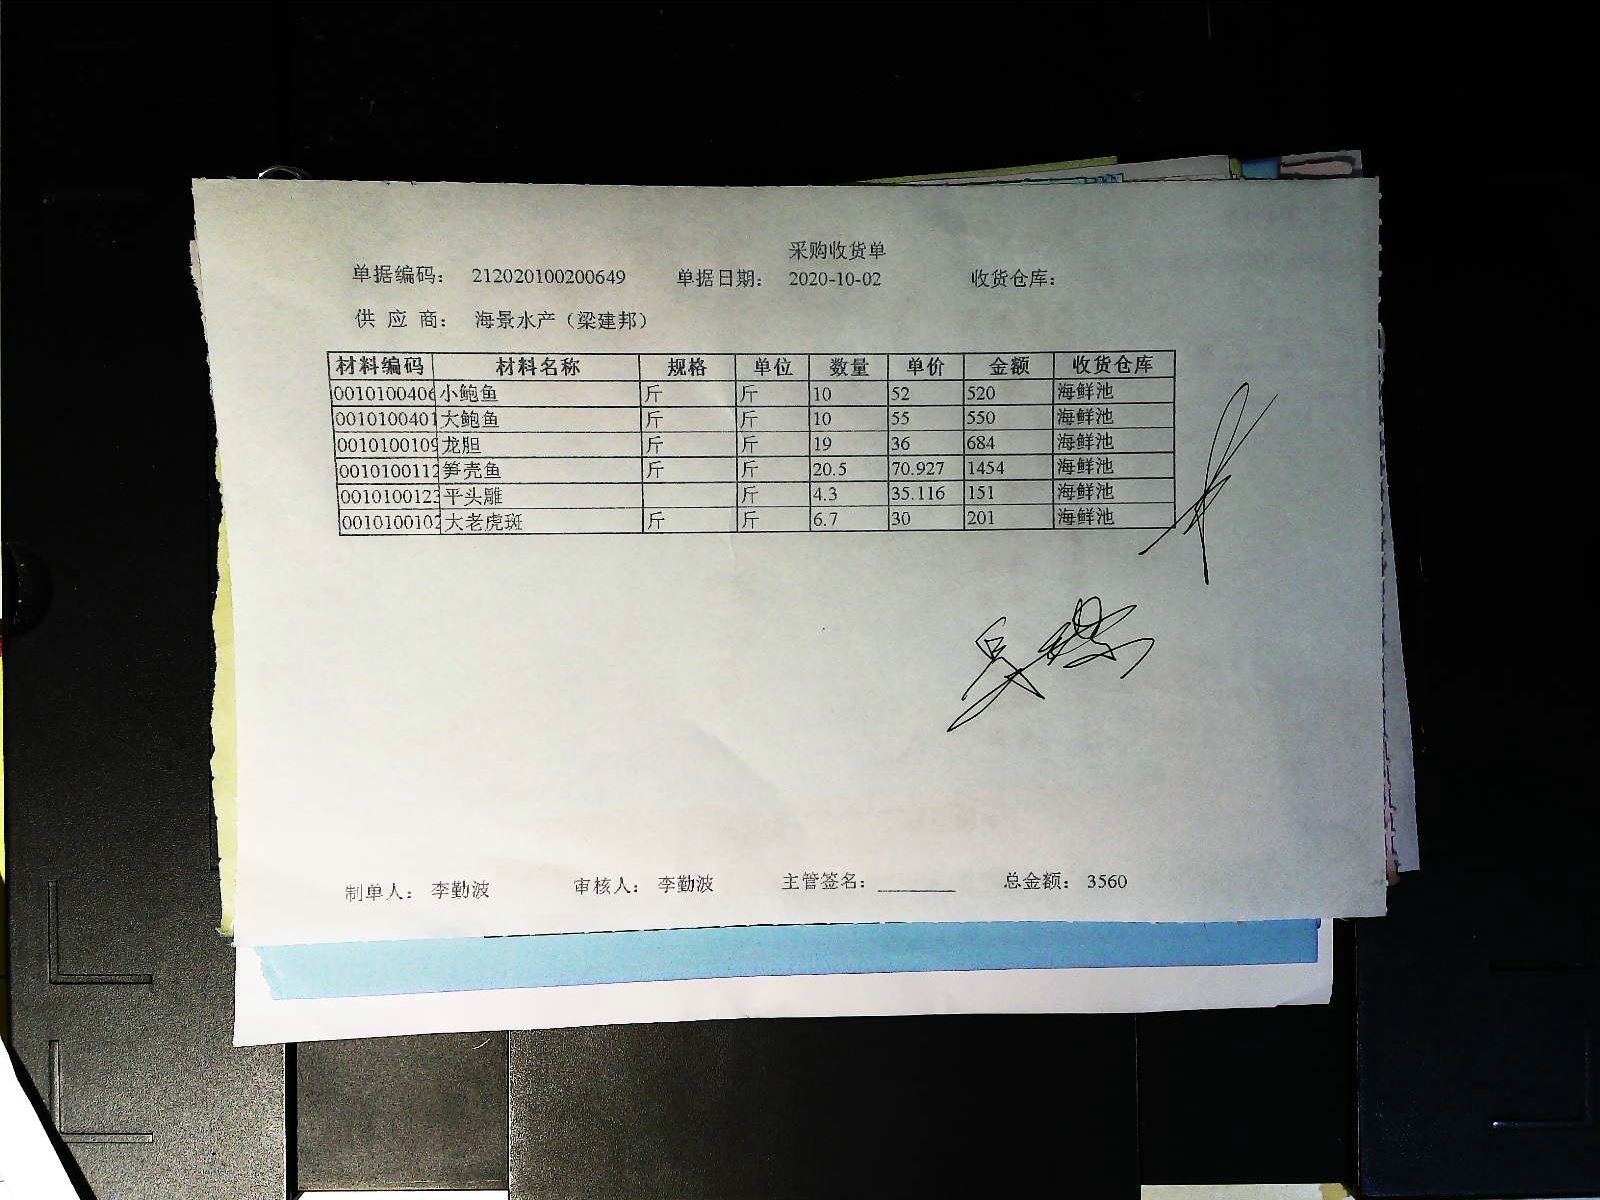 采购收货单
单据编码： 212020100200649 单据日期： 2020-10-02 收货仓库：
供 应 商： 海景水产（梁建邦）
材料编码 材料名称 规格 单位 数量 单价 金额 收货仓库
0010100406 小鲍鱼 斤 斤 10 52 520 海鲜池
0010100401 大鲍鱼 斤 斤 10 55 550 海鲜池
0010100109 龙胆 斤 斤 19 36 684 海鲜池
0010100112 笋壳鱼 斤 斤 20.5 70.927 1454 海鲜池
0010100123 平头雕 斤 4.3 35.116 151 海鲜池
0010100102 大老虎斑 斤 斤 6.7 30 201 海鲜池
制单人： 李勤波 审核人： 李勤波 主管签名：________ 总金额： 3560